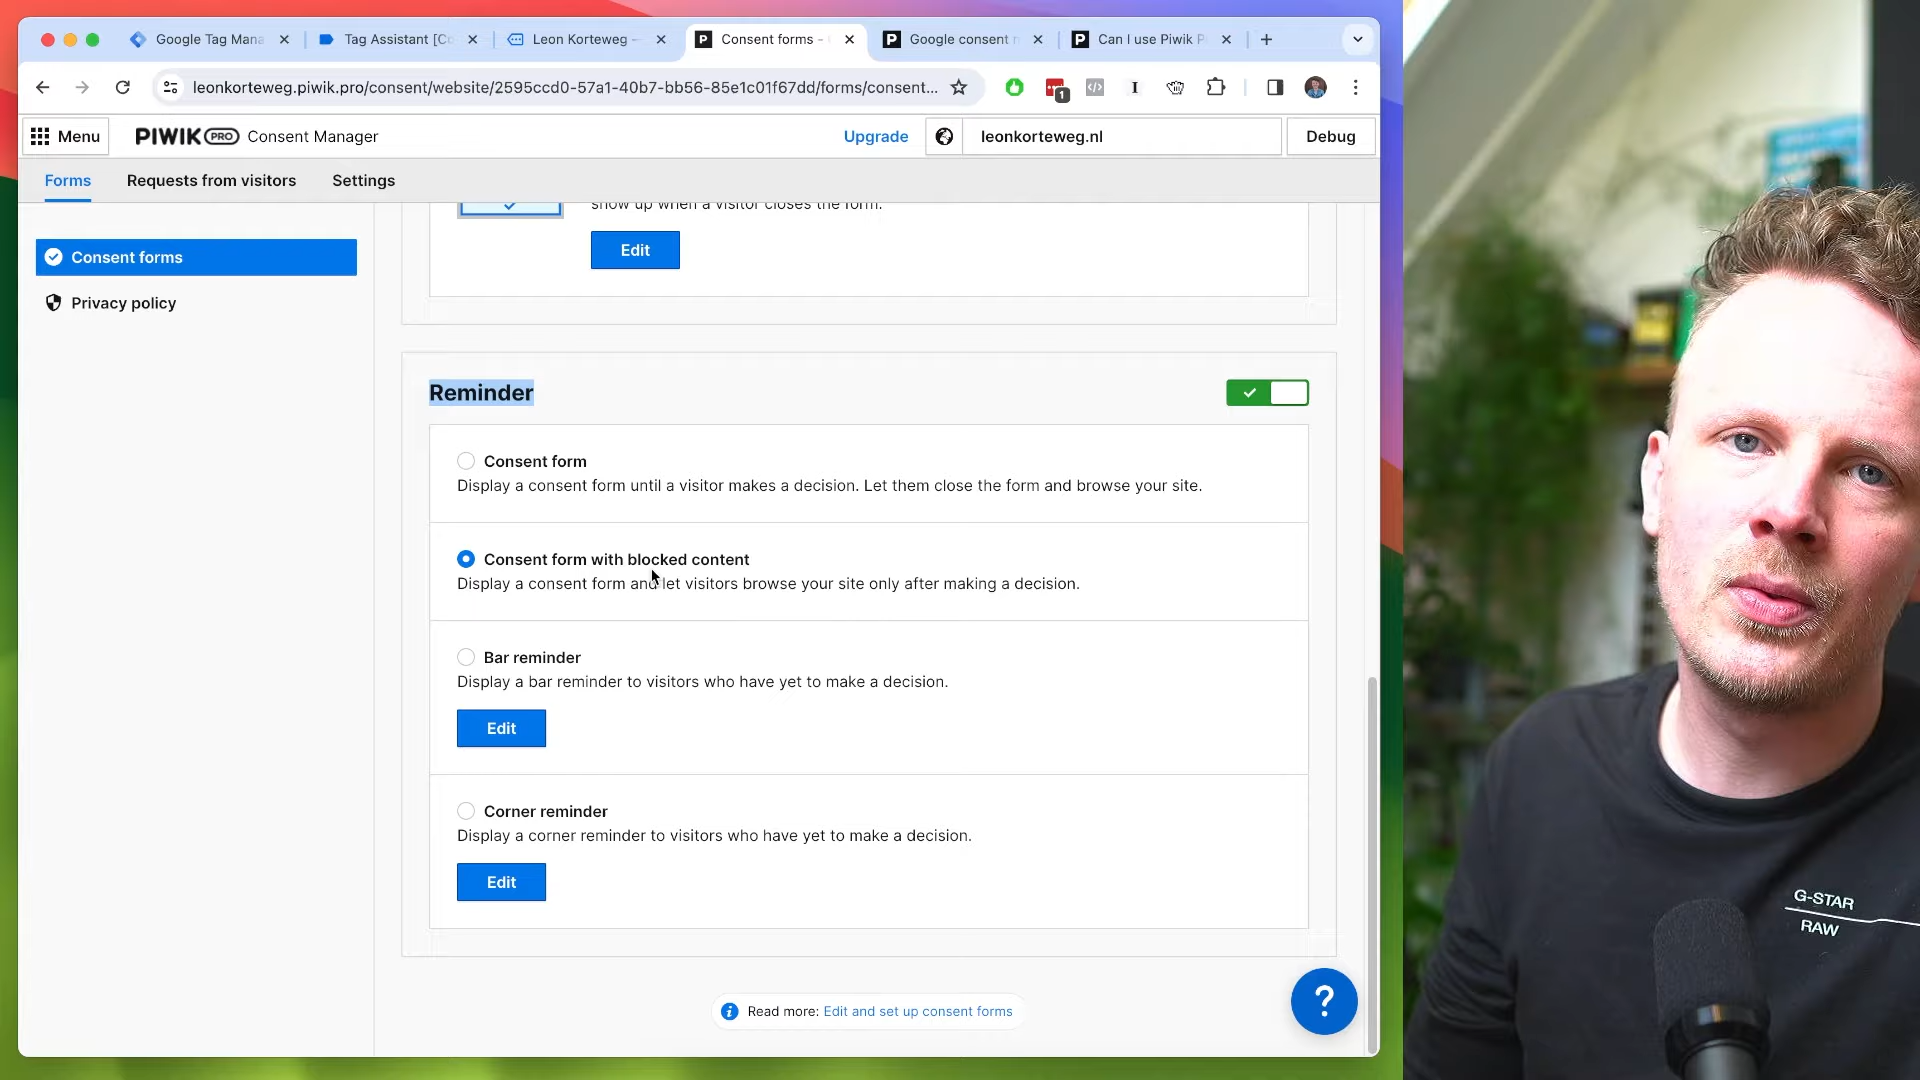 Google Tag Mana
Tag Assistant [Co
Leon Korteweg –
Consent forms –
Google consent m
Can I use Piwik P
leonkorteweg.piwik.pro/consent/website/2595ccd0-57a1-40b7-bb56-85e1c01f67dd/forms/consent...
1
Menu
PIWIK PRO Consent Manager
Upgrade
leonkorteweg.nl
Debug
Forms
Requests from visitors
Settings
Consent forms
Privacy policy
show up when a visitor closes the form.
Edit
Reminder
Consent form
Display a consent form until a visitor makes a decision. Let them close the form and browse your site.
Consent form with blocked content
Display a consent form and let visitors browse your site only after making a decision.
Bar reminder
Display a bar reminder to visitors who have yet to make a decision.
Edit
Corner reminder
Display a corner reminder to visitors who have yet to make a decision.
Edit
Read more: Edit and set up consent forms
?
G-STAR
RAW